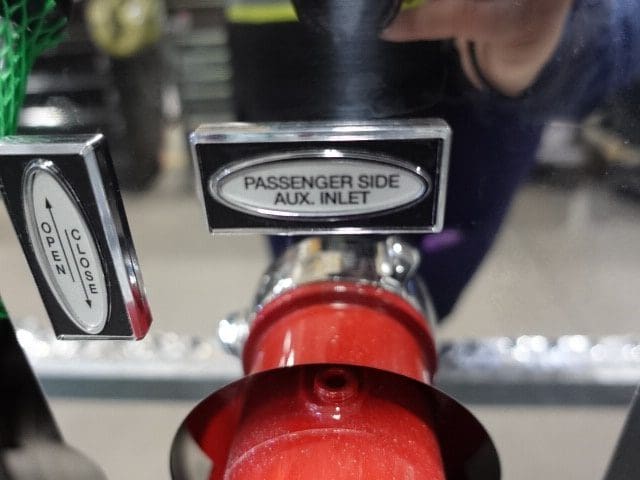 OPEN
CLOSE
PASSENGER SIDE
AUX. INLET